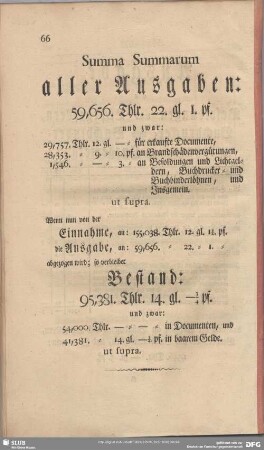 66
Summa Summarum
aller Ausgaben:
59,656. Thlr. 22. gl. 1. pf.
und zwar:
29,757. Thlr. 12. gl. — für erkaufte Documente,
28,353. „ 9. „ 10. pf. an Brandschädenvergütungen,
1,546. „ — „ 3. „ an Besoldungen und Lichtgel-
dern, Buchdrucker- und
Buchbinderlöhnen, und
Insgemein.
ut supra.
Wenn nun von der
Einnahme, an: 155,038. Thlr. 12. gl. 11. pf.
die Ausgabe, an: 59,656. „ 22. „ 1. „
abgezogen wird; so verbleibet
Bestand:
95,381. Thlr. 14. gl. pf.
und zwar:
54,000. Thlr. — „ — „ in Documenten, und
41,381. „ 14. gl. pf. in baarem Gelde.
ut supra.
SLUB
DFG